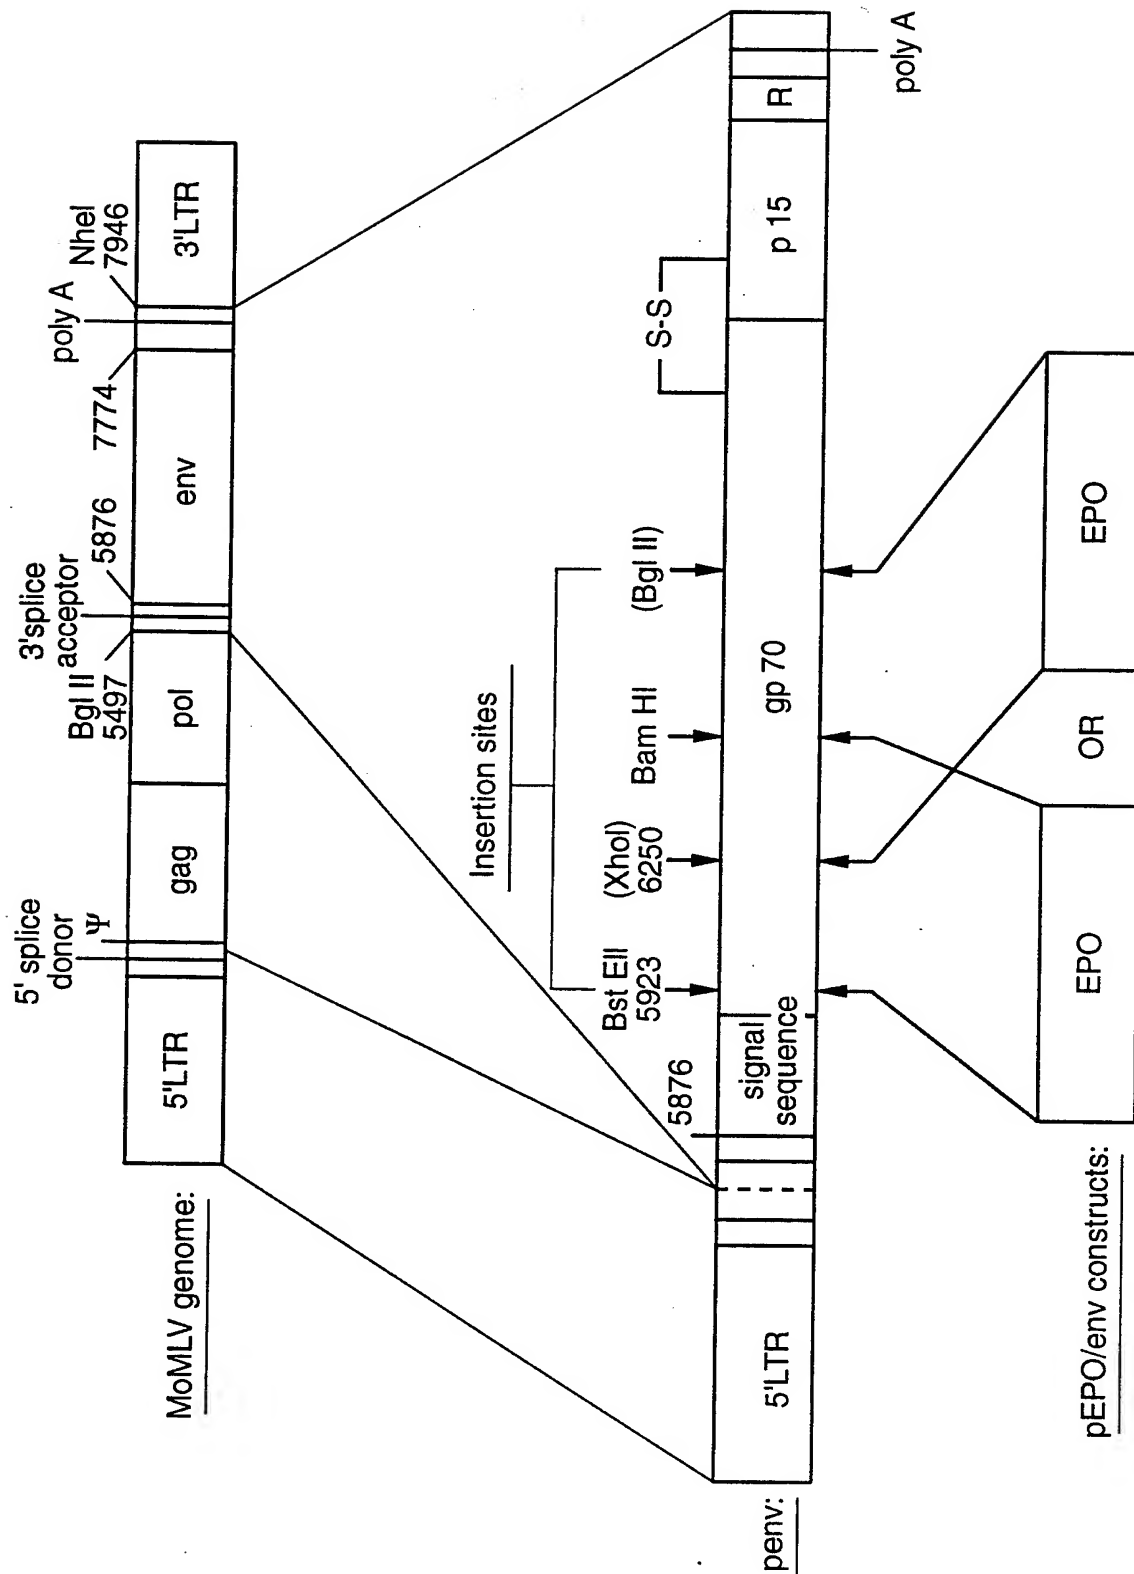 MoMLV genome:
5' splice
donor
Ψ
3'splice
acceptor
Bgl II
5497
5876
7774
poly A
NheI
7946
5'LTR
gag
pol
env
3'LTR
Insertion sites
Bst EII
5923
(XhoI)
6250
Bam HI
(Bgl II)
S-S
5876
penv:
5'LTR
signal
sequence
gp 70
p 15
R
poly A
pEPO/env constructs:
EPO
OR
EPO